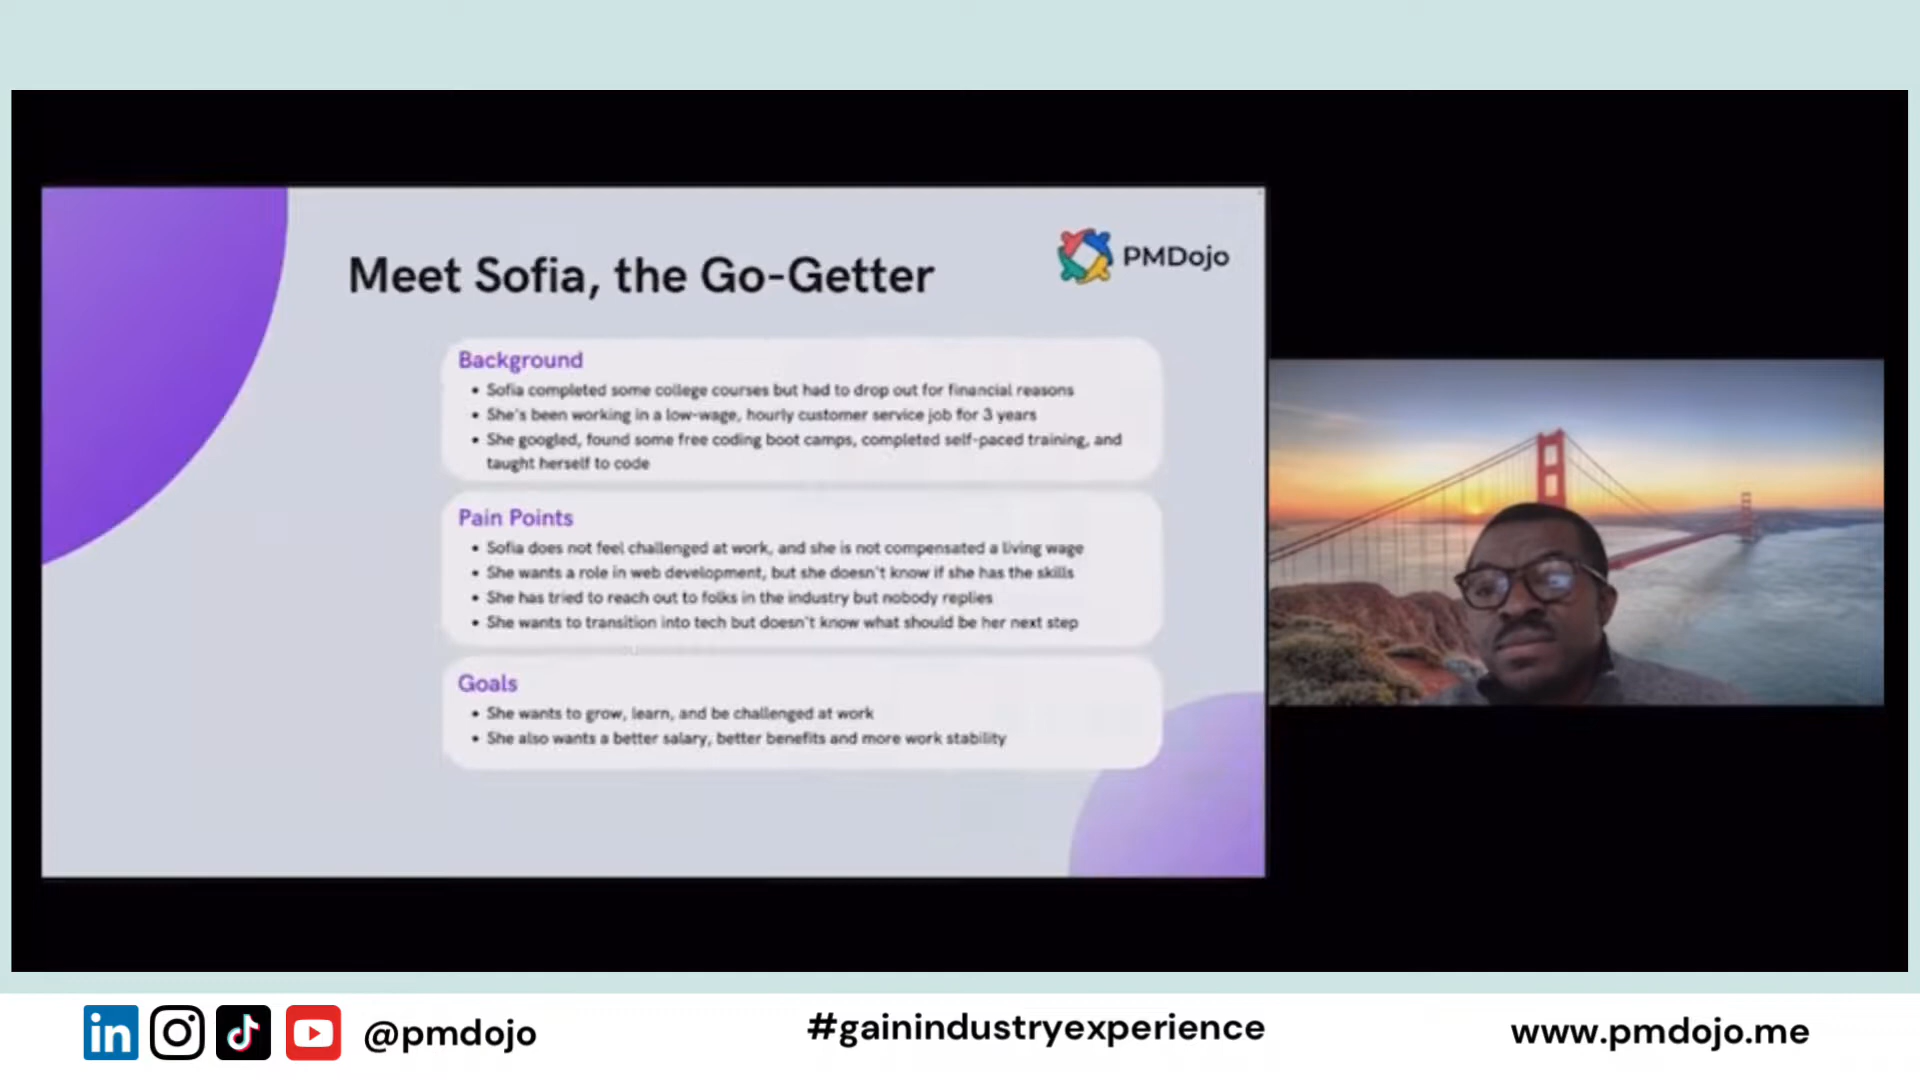 Meet Sofia, the Go-Getter
PMDojo
Background
• Sofia completed some college courses but had to drop out for financial reasons
• She's been working in a low-wage, hourly customer service job for 3 years
• She googled, found some free coding boot camps, completed self-paced training, and
taught herself to code
Pain Points
• Sofia does not feel challenged at work, and she is not compensated a living wage
• She wants a role in web development, but she doesn't know if she has the skills
• She has tried to reach out to folks in the industry but nobody replies
• She wants to transition into tech but doesn't know what should be her next step
Goals
• She wants to grow, learn, and be challenged at work
• She also wants a better salary, better benefits and more work stability
in
@pmdojo
#gainindustryexperience
www.pmdojo.me